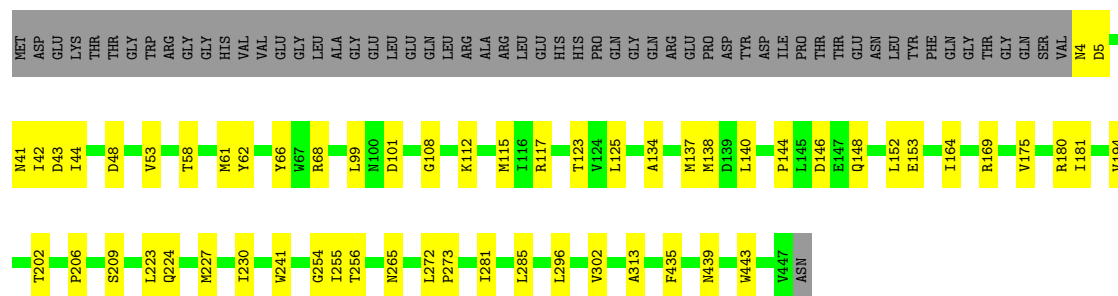 MET ASP GLU LYS THR THR GLY TRP ARG GLY GLY HIS VAL VAL GLU GLY LEU ALA GLY GLU LEU GLU GLN LEU ARG ALA ARG LEU GLU HIS HIS PRO GLN GLY GLN ARG GLU PRO ASP TYR ASP ILE PRO THR THR GLU ASN LEU TYR PHE GLN GLY THR GLY GLN SER VAL N4 D5
N41 I42 D43 I44 D48 V53 T58 M61 Y62 Y66 W67 R68 L99 N100 D101 G108 K112 M115 I116 R117 T123 V124 L125 A134 M137 M138 D139 L140 P144 L145 D146 E147 Q148 L152 E153 I164 R169 V175 R180 I181
T202 P206 S209 L223 Q224 M227 I230 W241 G254 I255 T256 N265 L272 P273 I281 L285 L296 V302 A313 F435 N439 W443 V447 ASN